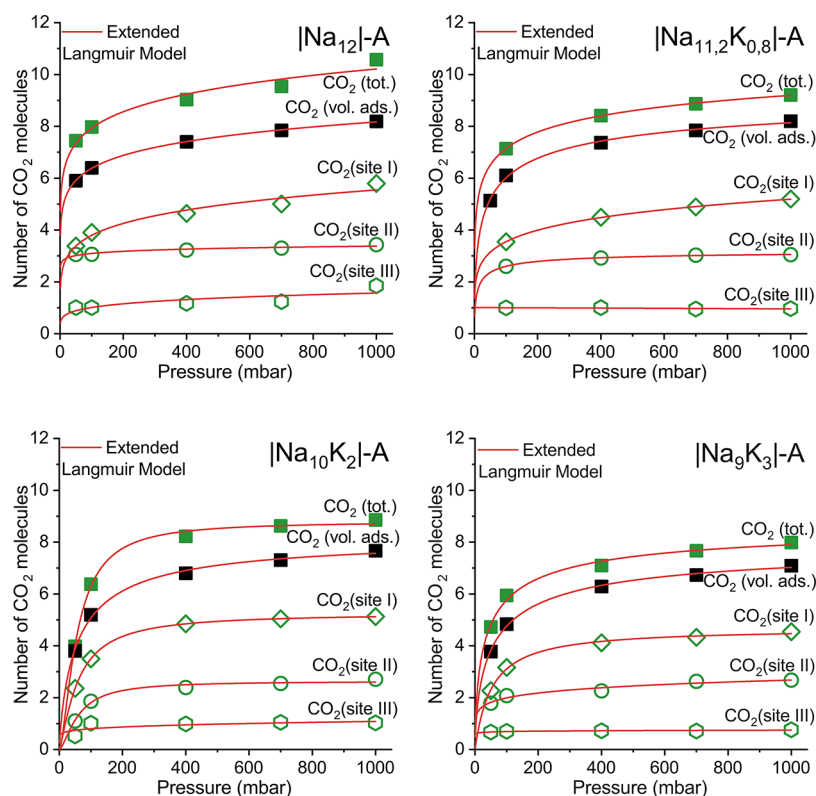 Extended
Langmuir Model
|Na12|-A
CO2 (tot.)
CO2 (vol. ads.)
CO2(site I)
CO2(site II)
CO2(site III)
Number of CO2 molecules
12
10
8
6
4
2
0
0 200 400 600 800 1000
Pressure (mbar)
Extended
Langmuir Model
|Na11,2K0,8|-A
CO2 (tot.)
CO2 (vol. ads.)
CO2(site I)
CO2(site II)
CO2(site III)
Number of CO2 molecules
12
10
8
6
4
2
0
0 200 400 600 800 1000
Pressure (mbar)
Extended
Langmuir Model
|Na10K2|-A
CO2 (tot.)
CO2 (vol. ads.)
CO2(site I)
CO2(site II)
CO2(site III)
Number of CO2 molecules
12
10
8
6
4
2
0
0 200 400 600 800 1000
Pressure (mbar)
Extended
Langmuir Model
|Na9K3|-A
CO2 (tot.)
CO2 (vol. ads.)
CO2(site I)
CO2(site II)
CO2(site III)
Number of CO2 molecules
12
10
8
6
4
2
0
0 200 400 600 800 1000
Pressure (mbar)